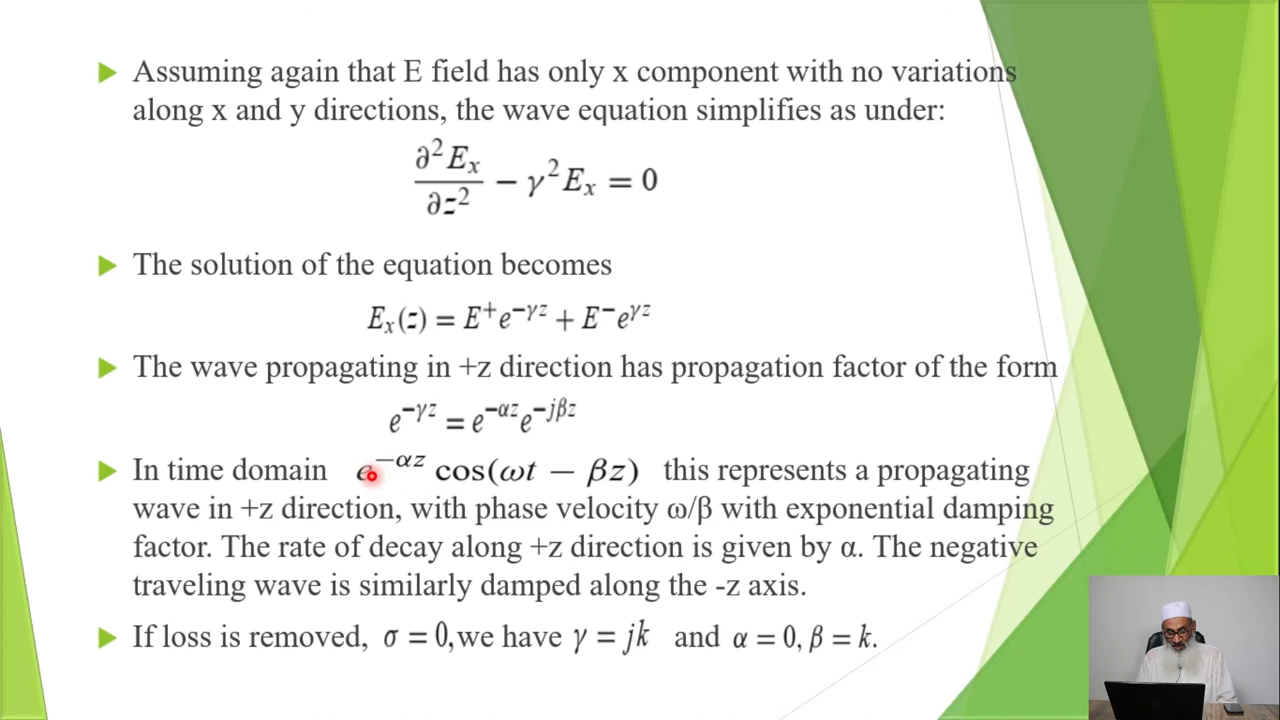 Assuming again that E field has only x component with no variations
along x and y directions, the wave equation simplifies as under:
∂²Eₓ/∂z² − γ²Eₓ = 0
The solution of the equation becomes
Eₓ(z) = E⁺e^{−γz} + E⁻e^{γz}
The wave propagating in +z direction has propagation factor of the form
e^{−γz} = e^{−αz}e^{−jβz}
In time domain e^{−αz} cos(ωt − βz) this represents a propagating
wave in +z direction, with phase velocity ω/β with exponential damping
factor. The rate of decay along +z direction is given by α. The negative
traveling wave is similarly damped along the -z axis.
If loss is removed, σ = 0, we have γ = jk and α = 0, β = k.